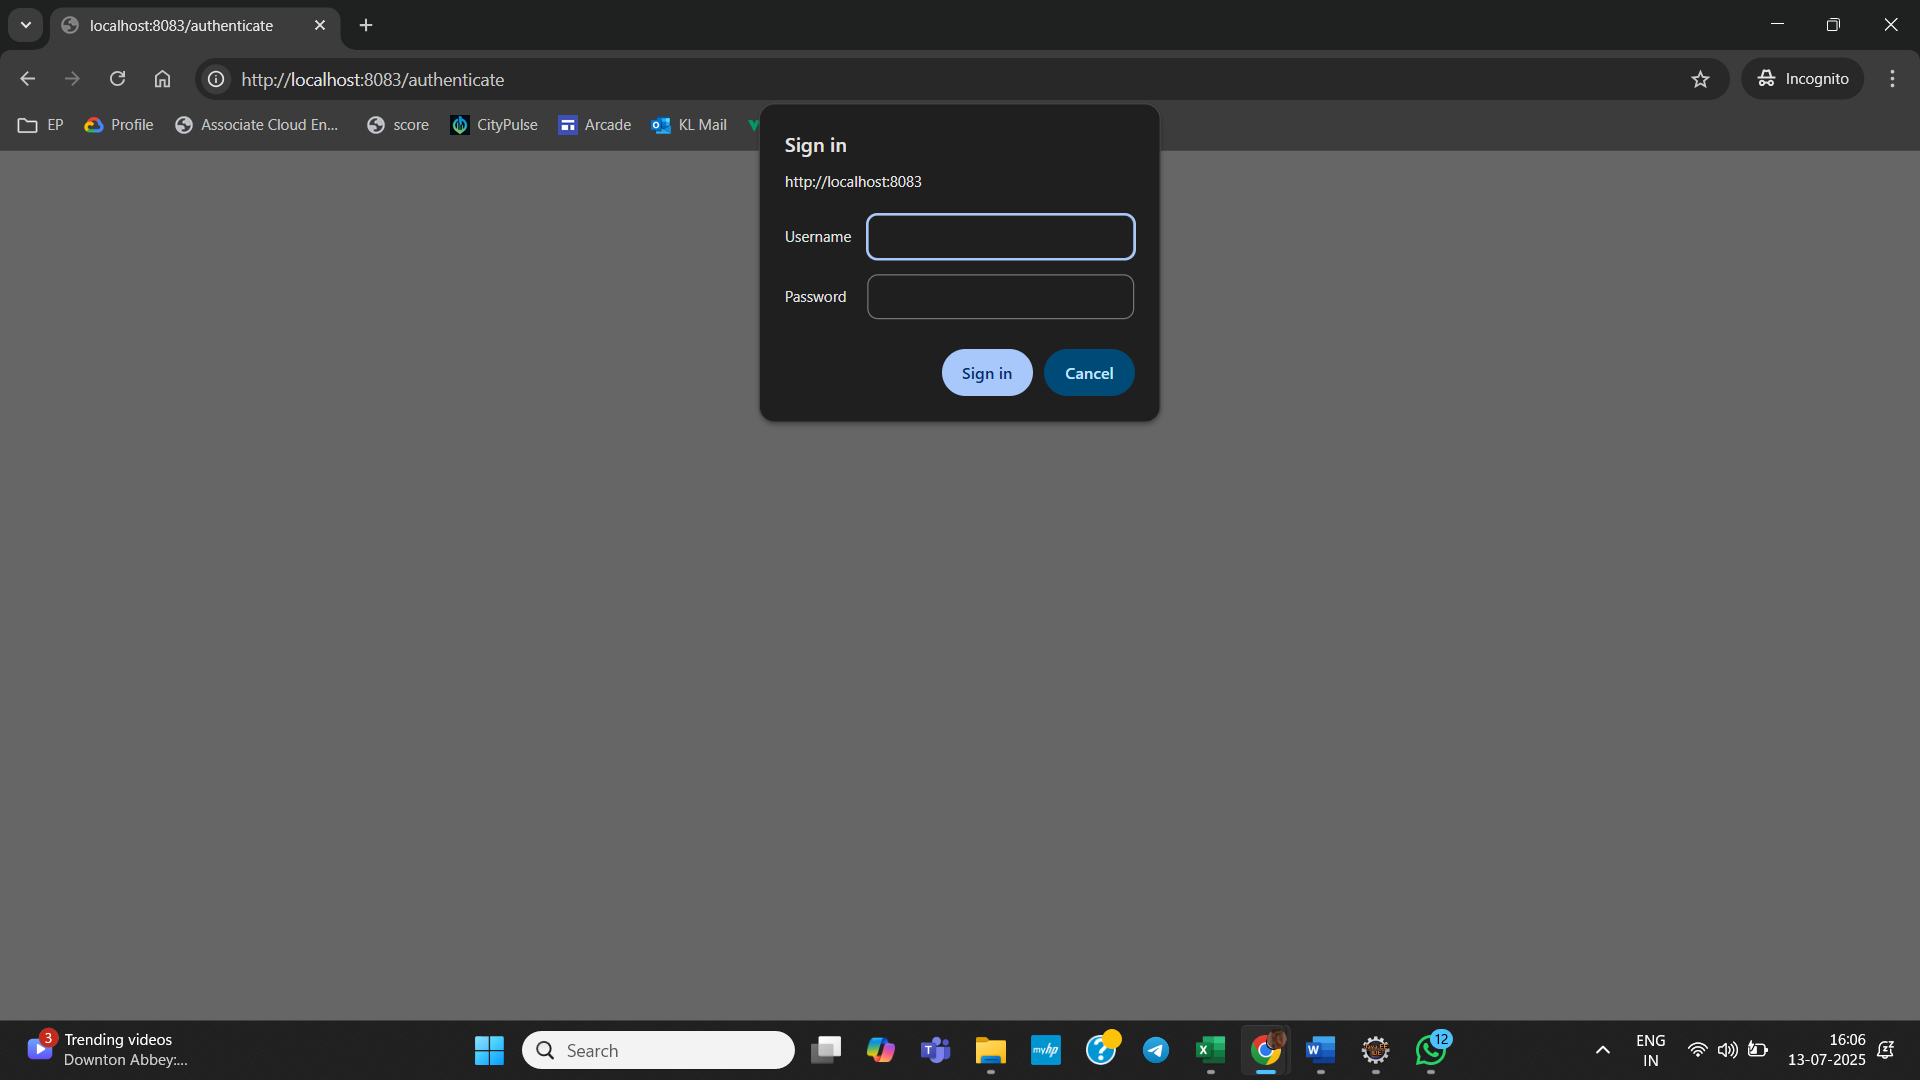 localhost:8083/authenticate
http://localhost:8083/authenticate
Incognito
EP
Profile
Associate Cloud En...
score
CityPulse
Arcade
KL Mail
Sign in
http://localhost:8083
Username
Password
Sign in
Cancel
3
Trending videos
Downton Abbey:...
Search
myhp
12
ENG
IN
16:06
13-07-2025